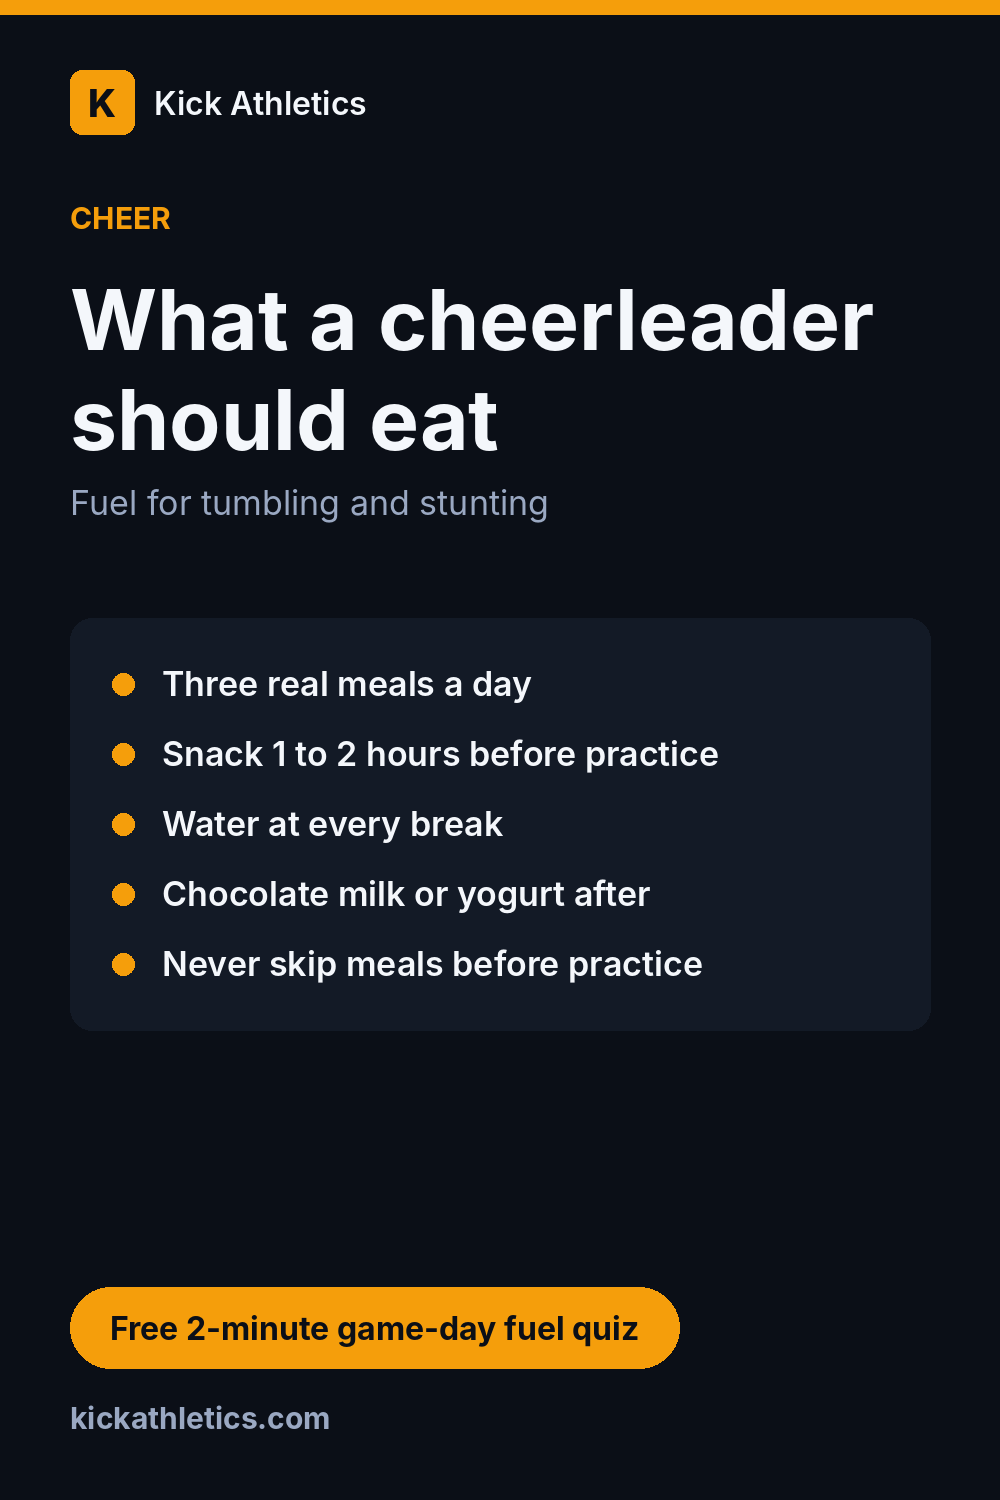 K
Kick Athletics
CHEER
What a cheerleader
should eat
Fuel for tumbling and stunting
Three real meals a day
Snack 1 to 2 hours before practice
Water at every break
Chocolate milk or yogurt after
Never skip meals before practice
Free 2-minute game-day fuel quiz
kickathletics.com